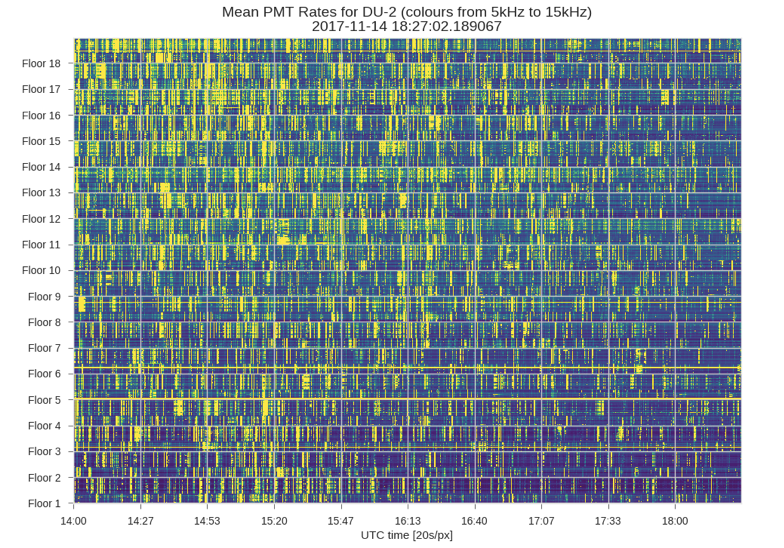 Mean PMT Rates for DU-2 (colours from 5kHz to 15kHz)
2017-11-14 18:27:02.189067
Floor 18
Floor 17
Floor 16
Floor 15
Floor 14
Floor 13
Floor 12
Floor 11
Floor 10
Floor 9
Floor 8
Floor 7
Floor 6
Floor 5
Floor 4
Floor 3
Floor 2
Floor 1
14:00 14:27 14:53 15:20 15:47 16:13 16:40 17:07 17:33 18:00
UTC time [20s/px]